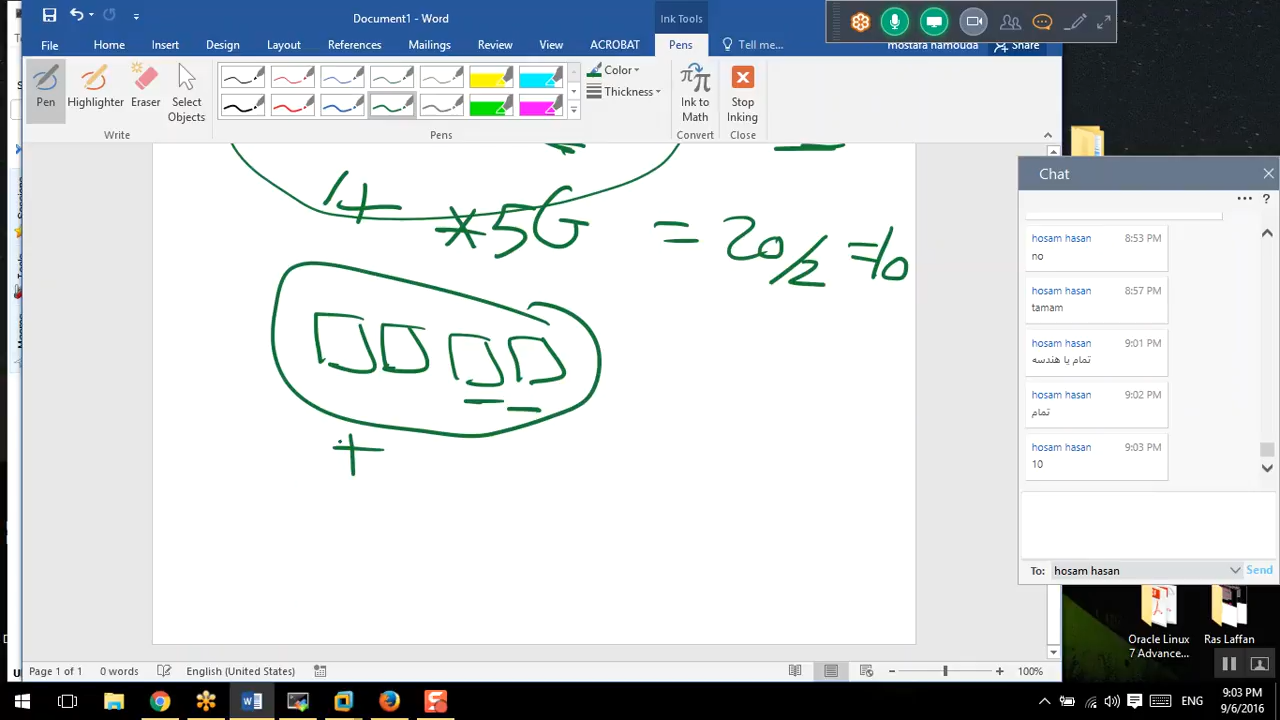 Document1 - Word
Ink Tools
File
Home
Insert
Design
Layout
References
Mailings
Review
View
ACROBAT
Pens
Tell me...
mostafa hamouda
Share
Pen
Highlighter
Eraser
Select
Objects
Color
Thickness
Ink to
Math
Stop
Inking
Write
Pens
Convert
Close
14 *5G = 20/2 =10
+
Chat
hosam hasan 8:53 PM
no
hosam hasan 8:57 PM
tamam
hosam hasan 9:01 PM
تمام يا هندسه
hosam hasan 9:02 PM
تمام
hosam hasan 9:03 PM
10
To: hosam hasan Send
Oracle Linux
7 Advance...
Ras Laffan
Page 1 of 1 0 words English (United States) 100%
ENG
9:03 PM
9/6/2016